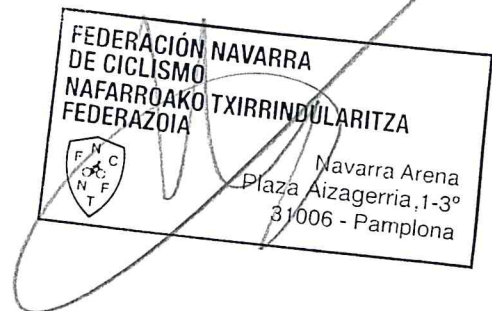 FEDERACIÓN NAVARRA
DE CICLISMO
NAFARROAKO TXIRRINDULARITZA
FEDERAZOIA
F N C
N F
T
Navarra Arena
Plaza Aizagerria,1-3º
31006 - Pamplona